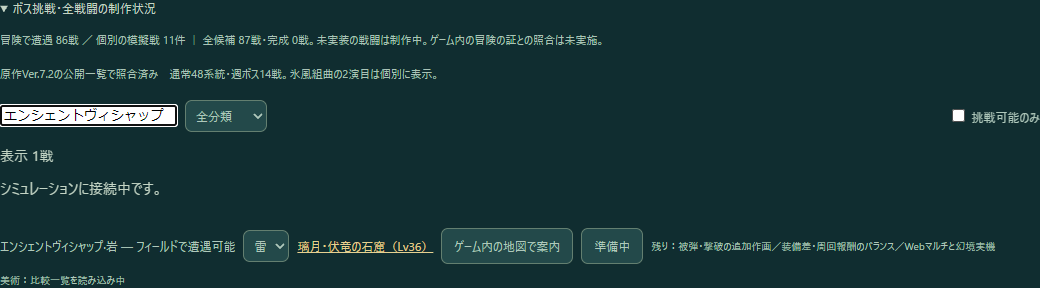 ▼ ボス挑戦・全戦闘の制作状況
冒険で遭遇 86戦 ／ 個別の模擬戦 11件 ｜ 全候補 87戦・完成 0戦。未実装の戦闘は制作中。ゲーム内の冒険の証との照合は未実施。
原作Ver.7.2の公開一覧で照合済み 通常48系統・週ボス14戦。氷風組曲の2演目は個別に表示。
エンシェントヴィシャップ 全分類 挑戦可能のみ
表示 1戦
シミュレーションに接続中です。
エンシェントヴィシャップ·岩 — フィールドで遭遇可能 雷 璃月・伏竜の石窟（Lv36） ゲーム内の地図で案内 準備中 残り：被弾・撃破の追加作画／装備差・周回報酬のバランス／Webマルチと幻境実機
美術：比較一覧を読み込み中